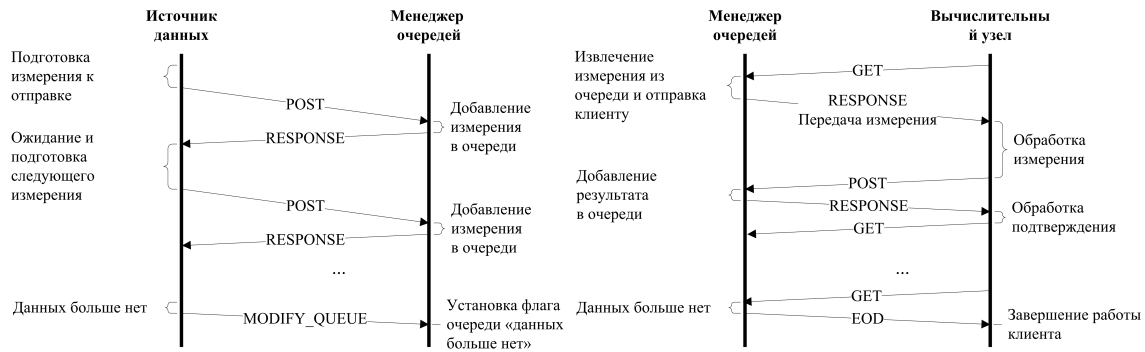 Источник
данных
Менеджер
очередей
Подготовка
измерения к
отправке
POST
Добавление
измерения
в очереди
RESPONSE
Ожидание и
подготовка
следующего
измерения
POST
Добавление
измерения
в очереди
RESPONSE
...
Данных больше нет
MODIFY_QUEUE
Установка флага
очереди «данных
больше нет»
Менеджер
очередей
Вычислительны
й узел
Извлечение
измерения из
очереди и отправка
клиенту
GET
RESPONSE
Передача измерения
Обработка
измерения
Добавление
результата
в очереди
POST
RESPONSE
Обработка
подтверждения
GET
...
GET
Данных больше нет
EOD
Завершение работы
клиента